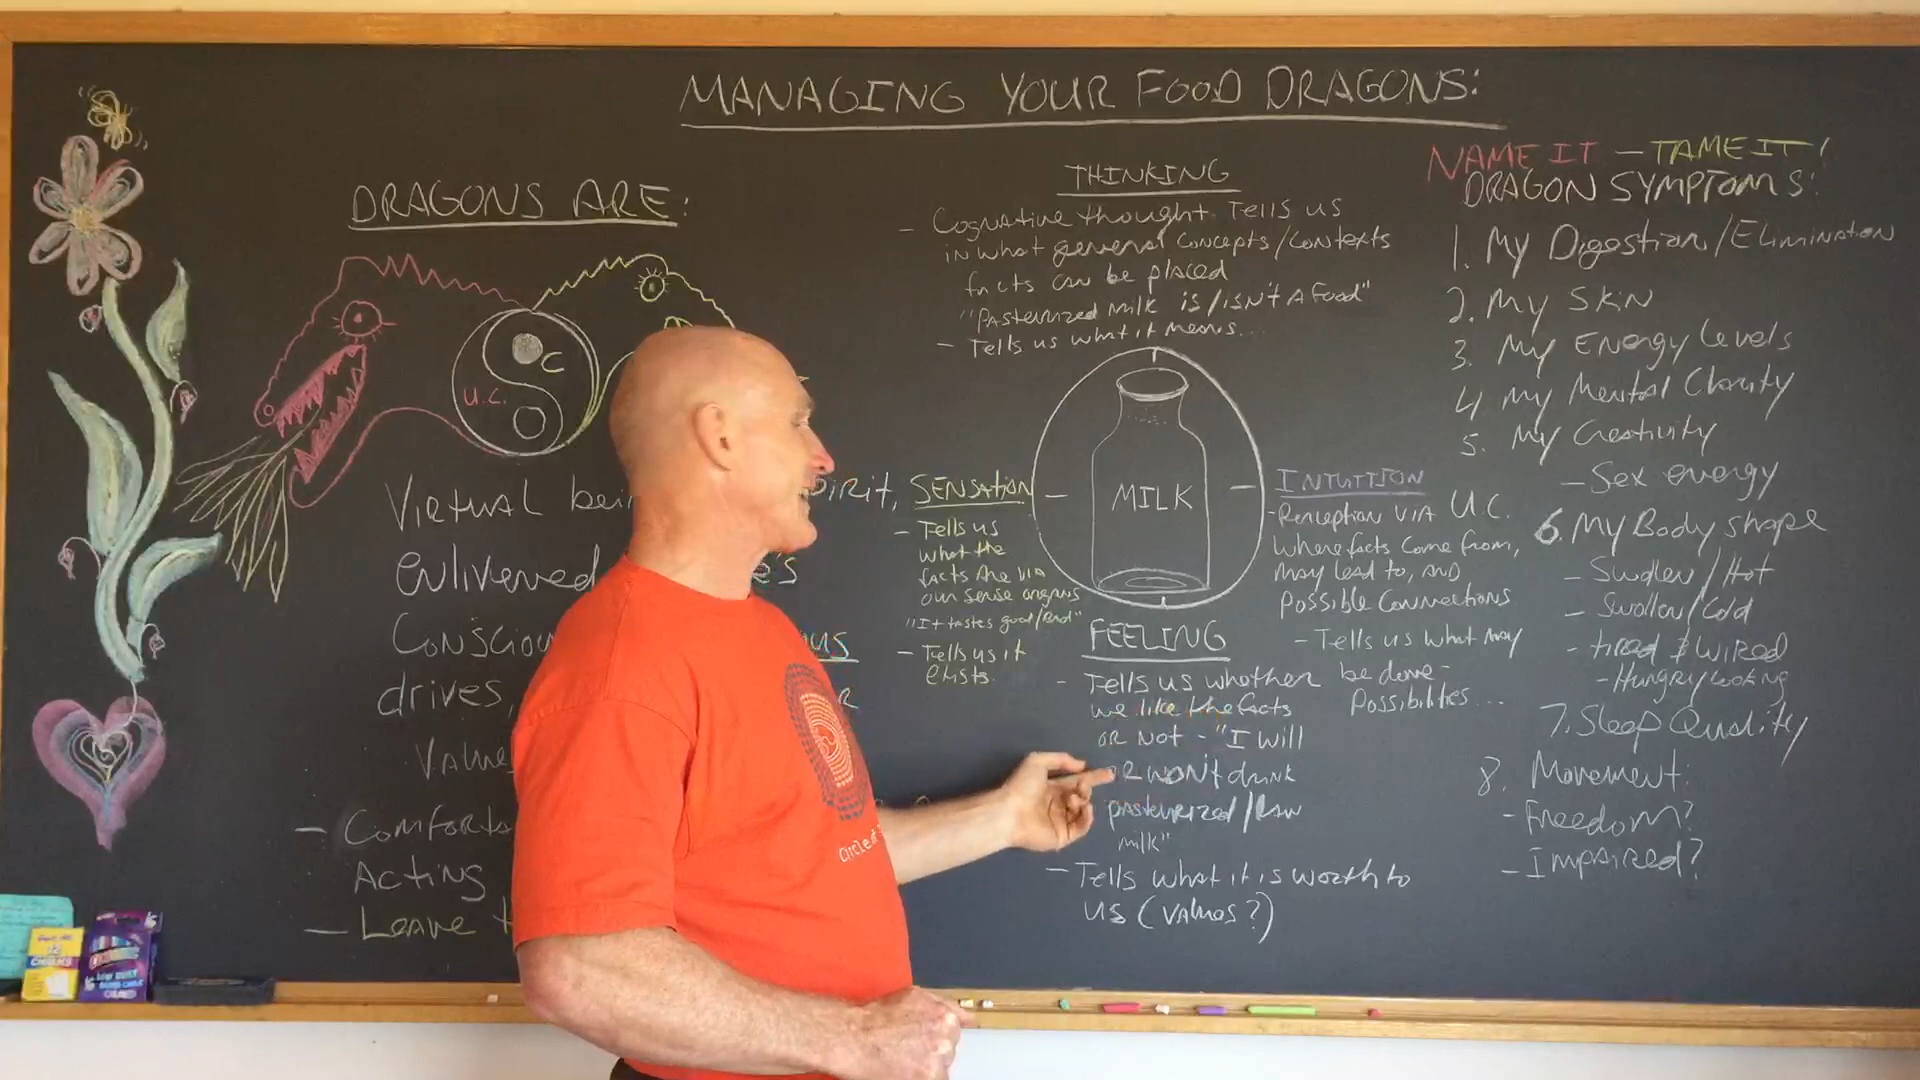 MANAGING YOUR FOOD DRAGONS:
DRAGONS ARE:
C
U.C.
Virtual
enlivened
drives,
- Comforts
Acting
- Leave
THINKING
- Cognative thought Tells us
in what general concepts/contexts
facts can be placed
"Pasterized milk is/isn't A Food"
- Tells us what it means...
SENSATION
- Tells us
what the
facts are via
our sense organs
"It tastes good/bad"
- Tells us it
exists.
MILK
INTUITION
- Perception VIA U.C.
where facts come from,
may lead to, and
possible connections
- Tells us what may
be done -
possibilities...
FEELING
- Tells us whether
we like the facts
or not - "I will
or won't drink
pasteurized/raw
milk"
- Tells what it is worth to
us (values?)
NAME IT - TAME IT!
DRAGON SYMPTOMS:
1. My Digestion/Elimination
2. My Skin
3. My Energy Levels
4. My Mental Clarity
5. My Creativity
- Sex energy
6. My Body Shape
- Swollen/Hot
- Swollen/Cold
- tired & wired
- Hungry looking
7. Sleep Quality
8. Movement:
- Freedom?
- Impaired?